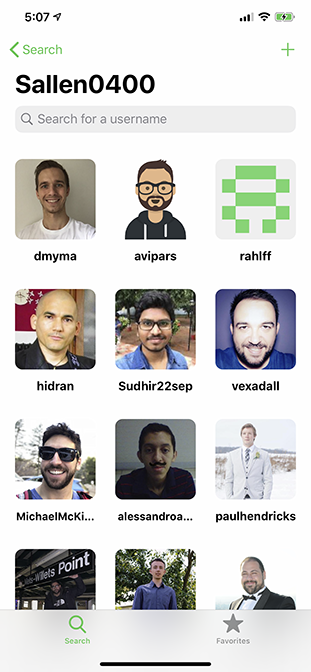 5:07
Search
Sallen0400
Search for a username
dmyma
avipars
rahlff
hidran
Sudhir22sep
vexadall
MichaelMcKi...
alessandroa...
paulhendricks
Willets Point
Search
Favorites